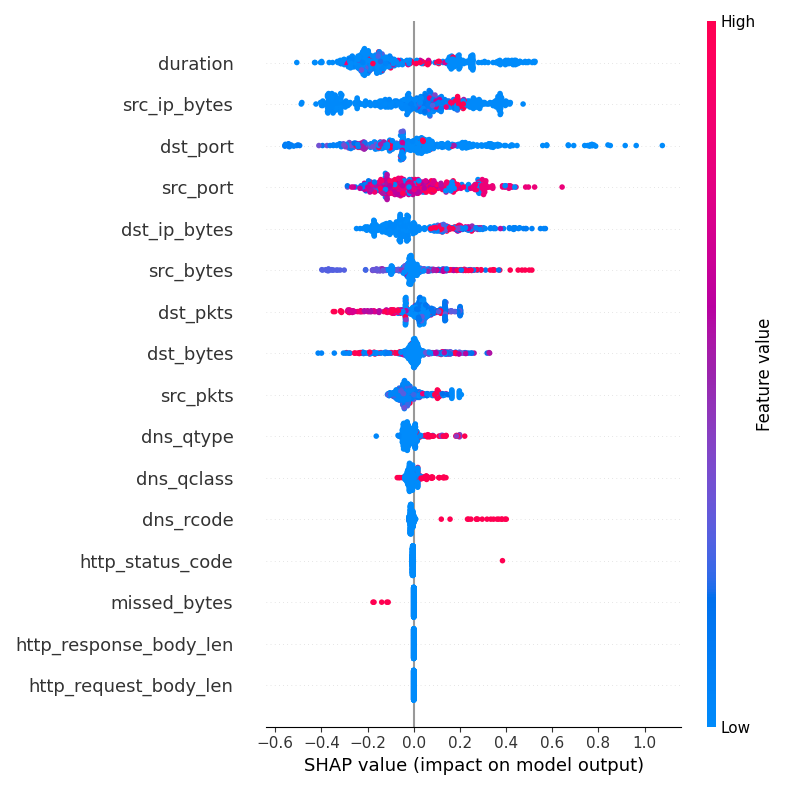 High
duration
src_ip_bytes
dst_port
src_port
dst_ip_bytes
src_bytes
dst_pkts
dst_bytes
src_pkts
dns_qtype
dns_qclass
dns_rcode
http_status_code
missed_bytes
http_response_body_len
http_request_body_len
Feature value
Low
−0.6 −0.4 −0.2 0.0 0.2 0.4 0.6 0.8 1.0
SHAP value (impact on model output)